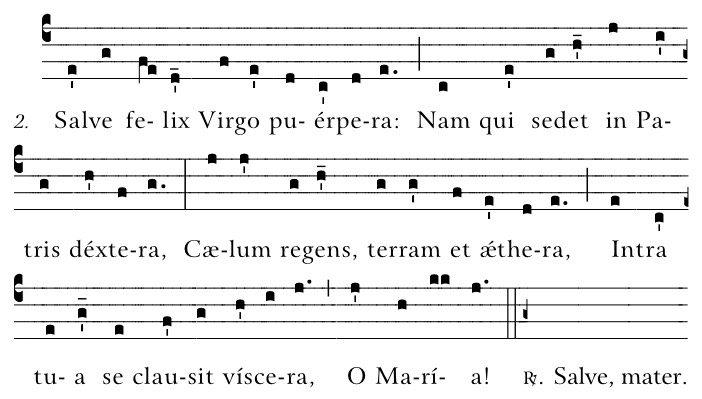 2. Salve fe- lix Virgo pu- érpe-ra: Nam qui sedet in Pa-
tris déxte-ra, Cæ-lum regens, terram et ǽthe-ra, Intra
tu- a se clau-sit vísce-ra, O Ma-rí- a! ℟. Salve, mater.